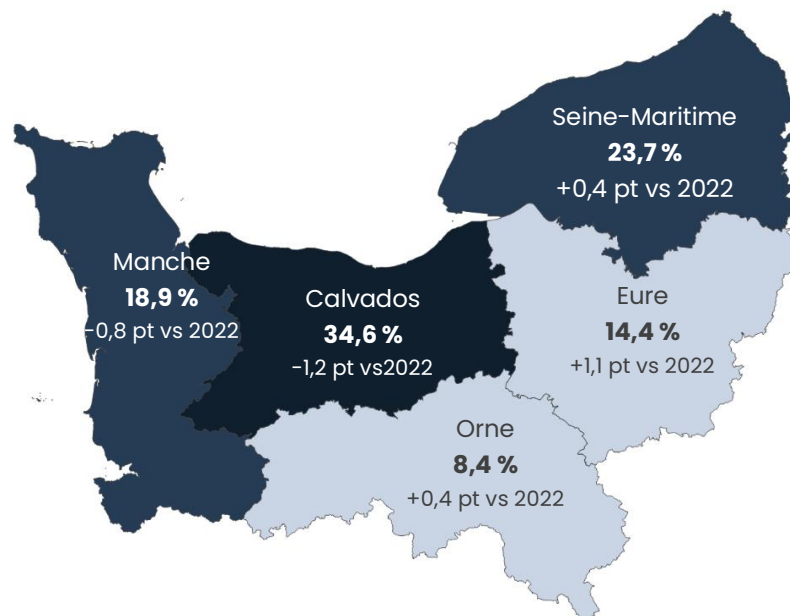 Seine-Maritime
23,7 %
+0,4 pt vs 2022
Manche
18,9 %
-0,8 pt vs 2022
Calvados
34,6 %
-1,2 pt vs2022
Eure
14,4 %
+1,1 pt vs 2022
Orne
8,4 %
+0,4 pt vs 2022